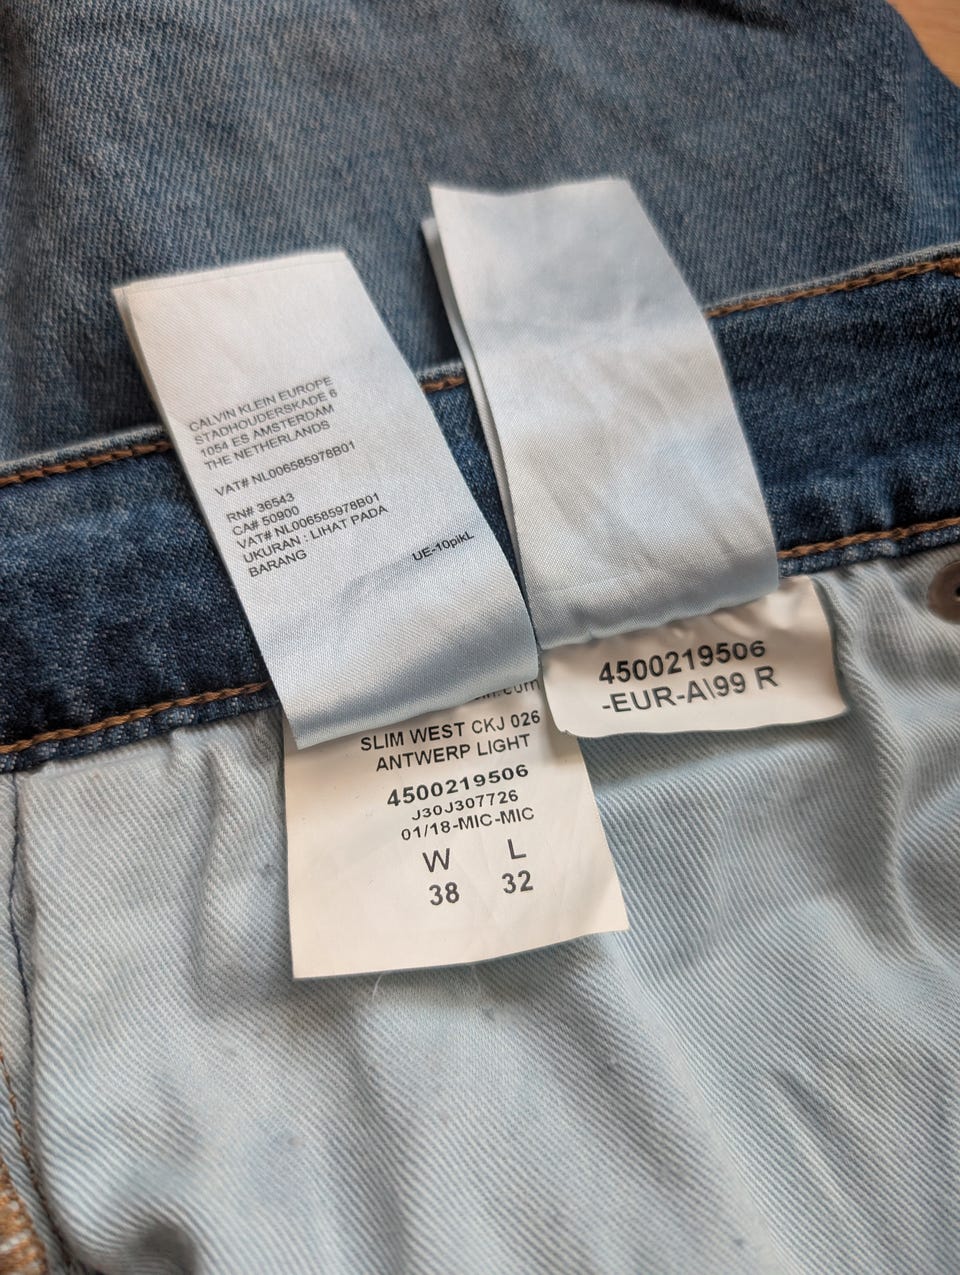 CALVIN KLEIN EUROPE
STADHOUDERSKADE 6
1054 ES AMSTERDAM
THE NETHERLANDS
VAT# NL006585978B01
RN# 36543
CA# 50900
VAT# NL006585978B01
UKURAN : LIHAT PADA
BARANG
UE-10pikL
SLIM WEST CKJ 026
ANTWERP LIGHT
4500219506
J30J307726
01/18-MIC-MIC
W L
38 32
4500219506
-EUR-A\99 R